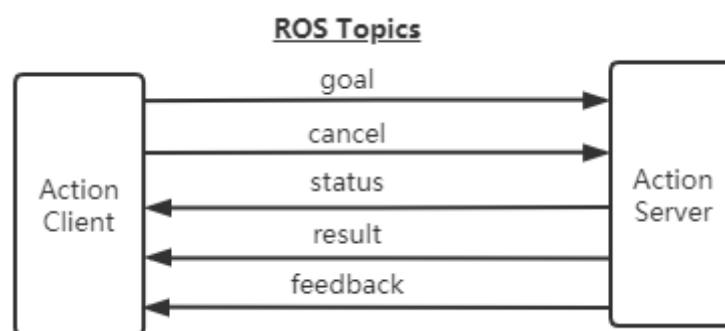 ROS Topics
goal
cancel
status
result
feedback
Action
Client
Action
Server